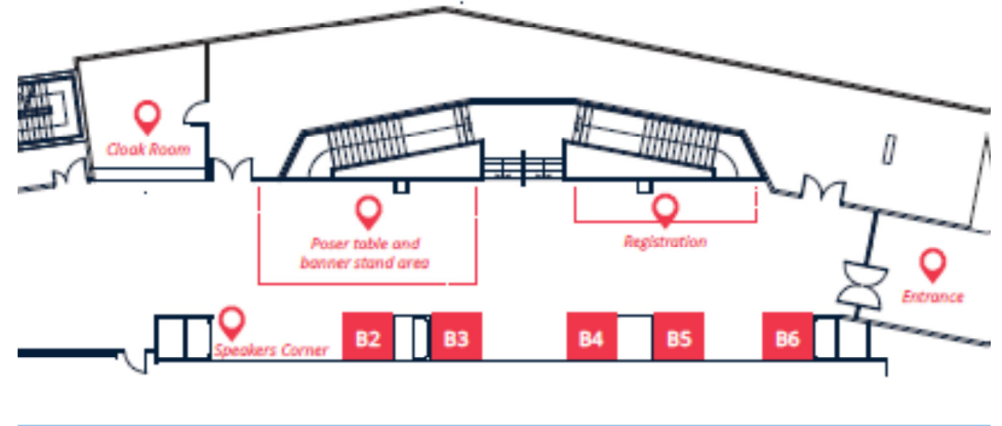 Cloak Room
Poser table and
banner stand area
Registration
Entrance
Speakers Corner
B2
B3
B4
B5
B6